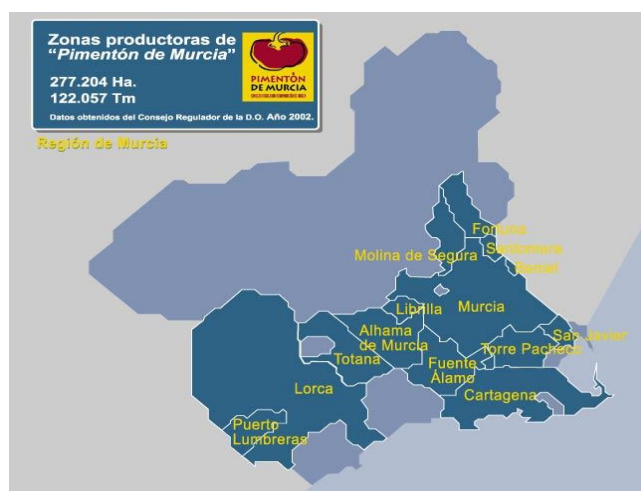 Zonas productoras de
“Pimentón de Murcia”
277.204 Ha.
122.057 Tm
Datos obtenidos del Consejo Regulador de la D.O. Año 2002.
PIMENTÓN
DE MURCIA
Región de Murcia
Fortuna
Santomera
Molina de Segura
Beniel
Librilla
Murcia
Alhama
de Murcia
San Javier
Torre Pacheco
Totana
Fuente
Álamo
Lorca
Cartagena
Puerto
Lumbreras